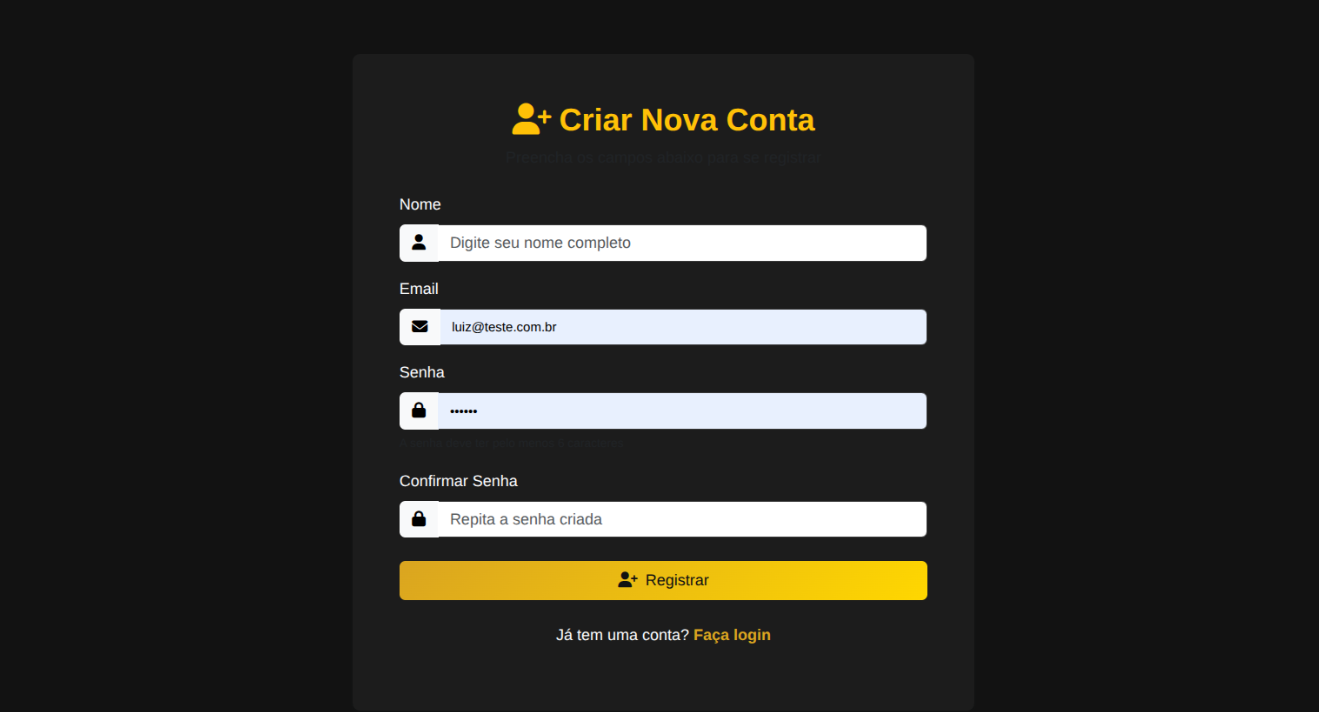 Criar Nova Conta
Preencha os campos abaixo para se registrar
Nome
Digite seu nome completo
Email
luiz@teste.com.br
Senha
••••••
A senha deve ter pelo menos 6 caracteres
Confirmar Senha
Repita a senha criada
Registrar
Já tem uma conta? Faça login